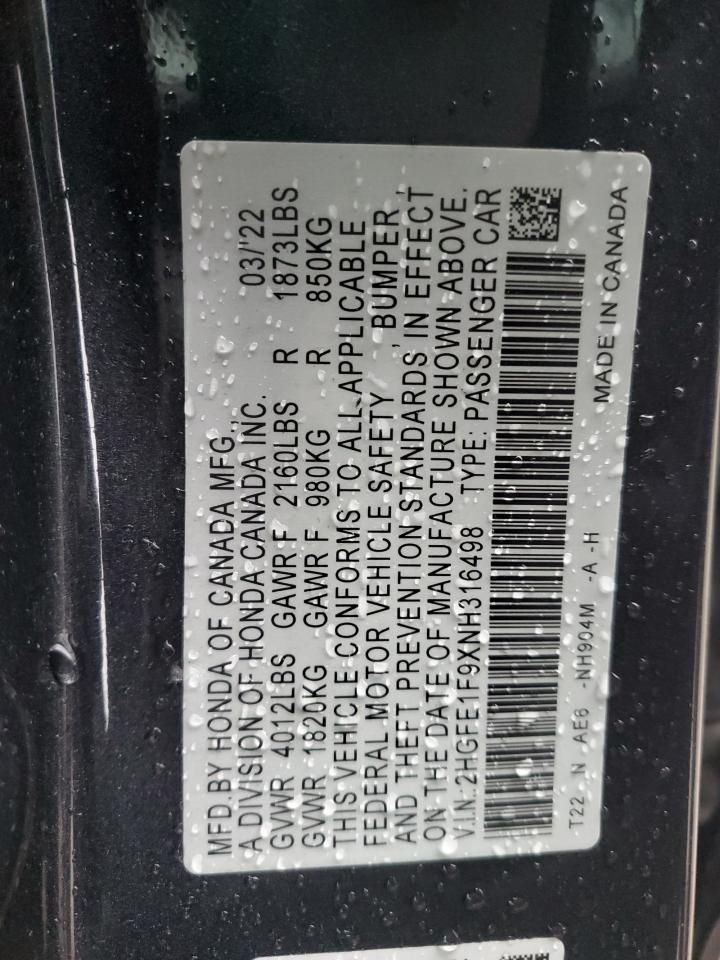 MFD.BY HONDA OF CANADA MFG., 03/'22
A DIVISION OF HONDA CANADA INC.
GVWR 4012LBS GAWR F 2160LBS R 1873LBS
GVWR 1820KG GAWR F 980KG R 850KG
THIS VEHICLE CONFORMS TO ALL APPLICABLE
FEDERAL MOTOR VEHICLE SAFETY, BUMPER,
AND THEFT PREVENTION STANDARDS, IN EFFECT
ON THE DATE OF MANUFACTURE SHOWN ABOVE.
V.I.N.:2HGFE1F9XNH316498 TYPE: PASSENGER CAR
T22 N AE6 -NH904M -A -H MADE IN CANADA